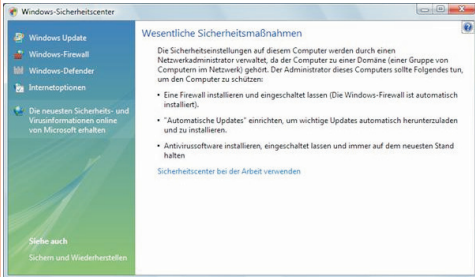 Windows-Sicherheitscenter
Windows Update
Windows-Firewall
Windows-Defender
Internetoptionen
Die neuesten Sicherheits- und
Virusinformationen online
von Microsoft erhalten
Siehe auch
Sichern und Wiederherstellen
Wesentliche Sicherheitsmaßnahmen
Die Sicherheitseinstellungen auf diesem Computer werden durch einen
Netzwerkadministrator verwaltet, da der Computer zu einer Domäne (einer Gruppe von
Computern im Netzwerk) gehört. Der Administrator dieses Computers sollte Folgendes tun,
um den Computer zu schützen:
• Eine Firewall installieren und eingeschaltet lassen (Die Windows-Firewall ist automatisch
installiert).
• "Automatische Updates" einrichten, um wichtige Updates automatisch herunterzuladen
und zu installieren.
• Antivirussoftware installieren, eingeschaltet lassen und immer auf dem neuesten Stand
halten
Sicherheitscenter bei der Arbeit verwenden